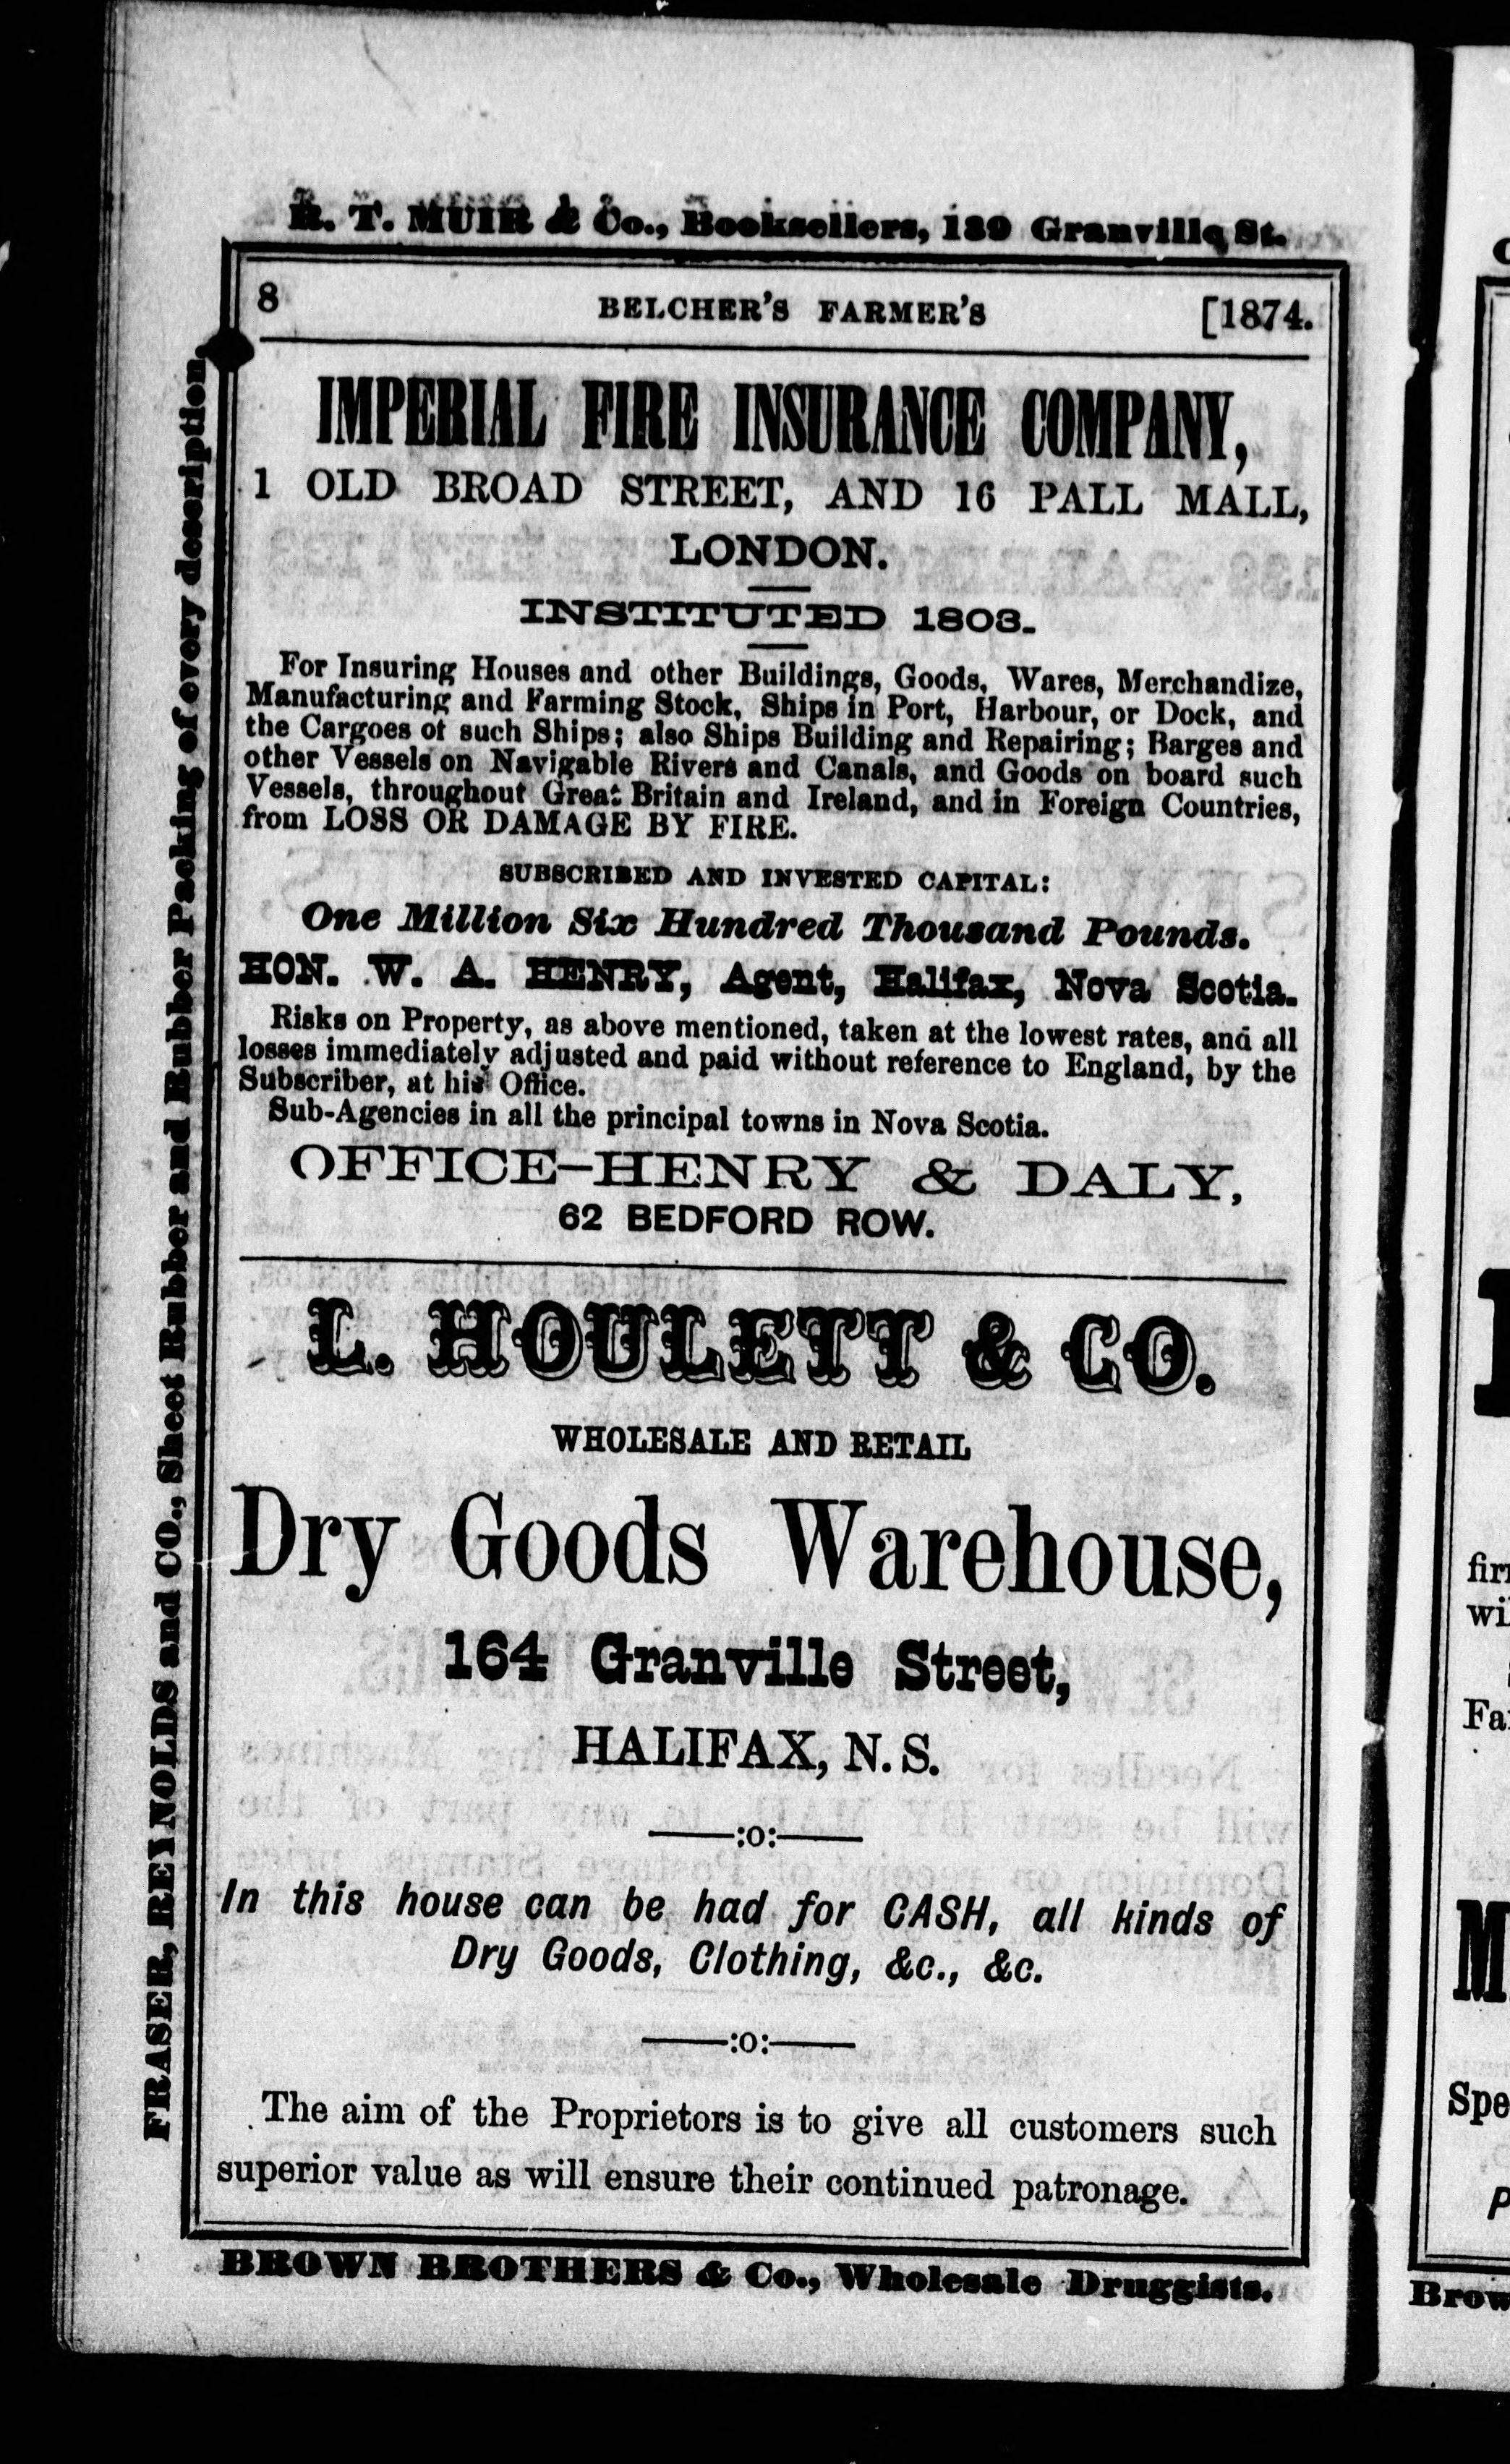 R. T. MUIR & Co., Booksellers, 139 Granville St.
8 BELCHER'S FARMER'S [1874.
IMPERIAL FIRE INSURANCE COMPANY,
1 OLD BROAD STREET, AND 16 PALL MALL,
LONDON.
INSTITUTED 1803.
For Insuring Houses and other Buildings, Goods, Wares, Merchandize,
Manufacturing and Farming Stock, Ships in Port, Harbour, or Dock, and
the Cargoes of such Ships; also Ships Building and Repairing; Barges and
other Vessels on Navigable Rivers and Canals, and Goods on board such
Vessels, throughout Great Britain and Ireland, and in Foreign Countries,
from LOSS OR DAMAGE BY FIRE.
SUBSCRIBED AND INVESTED CAPITAL:
One Million Six Hundred Thousand Pounds.
HON. W. A. HENRY, Agent, Halifax, Nova Scotia.
Risks on Property, as above mentioned, taken at the lowest rates, and all
losses immediately adjusted and paid without reference to England, by the
Subscriber, at his Office.
Sub-Agencies in all the principal towns in Nova Scotia.
OFFICE–HENRY & DALY,
62 BEDFORD ROW.
L. HOULETT & CO.
WHOLESALE AND RETAIL
Dry Goods Warehouse,
164 Granville Street,
HALIFAX, N. S.
——:o:——
In this house can be had for CASH, all kinds of
Dry Goods, Clothing, &c., &c.
——:o:——
The aim of the Proprietors is to give all customers such
superior value as will ensure their continued patronage.
BROWN BROTHERS & Co., Wholesale Druggists.
FRASER, REYNOLDS and CO., Sheet Rubber and Rubber Packing of every description.